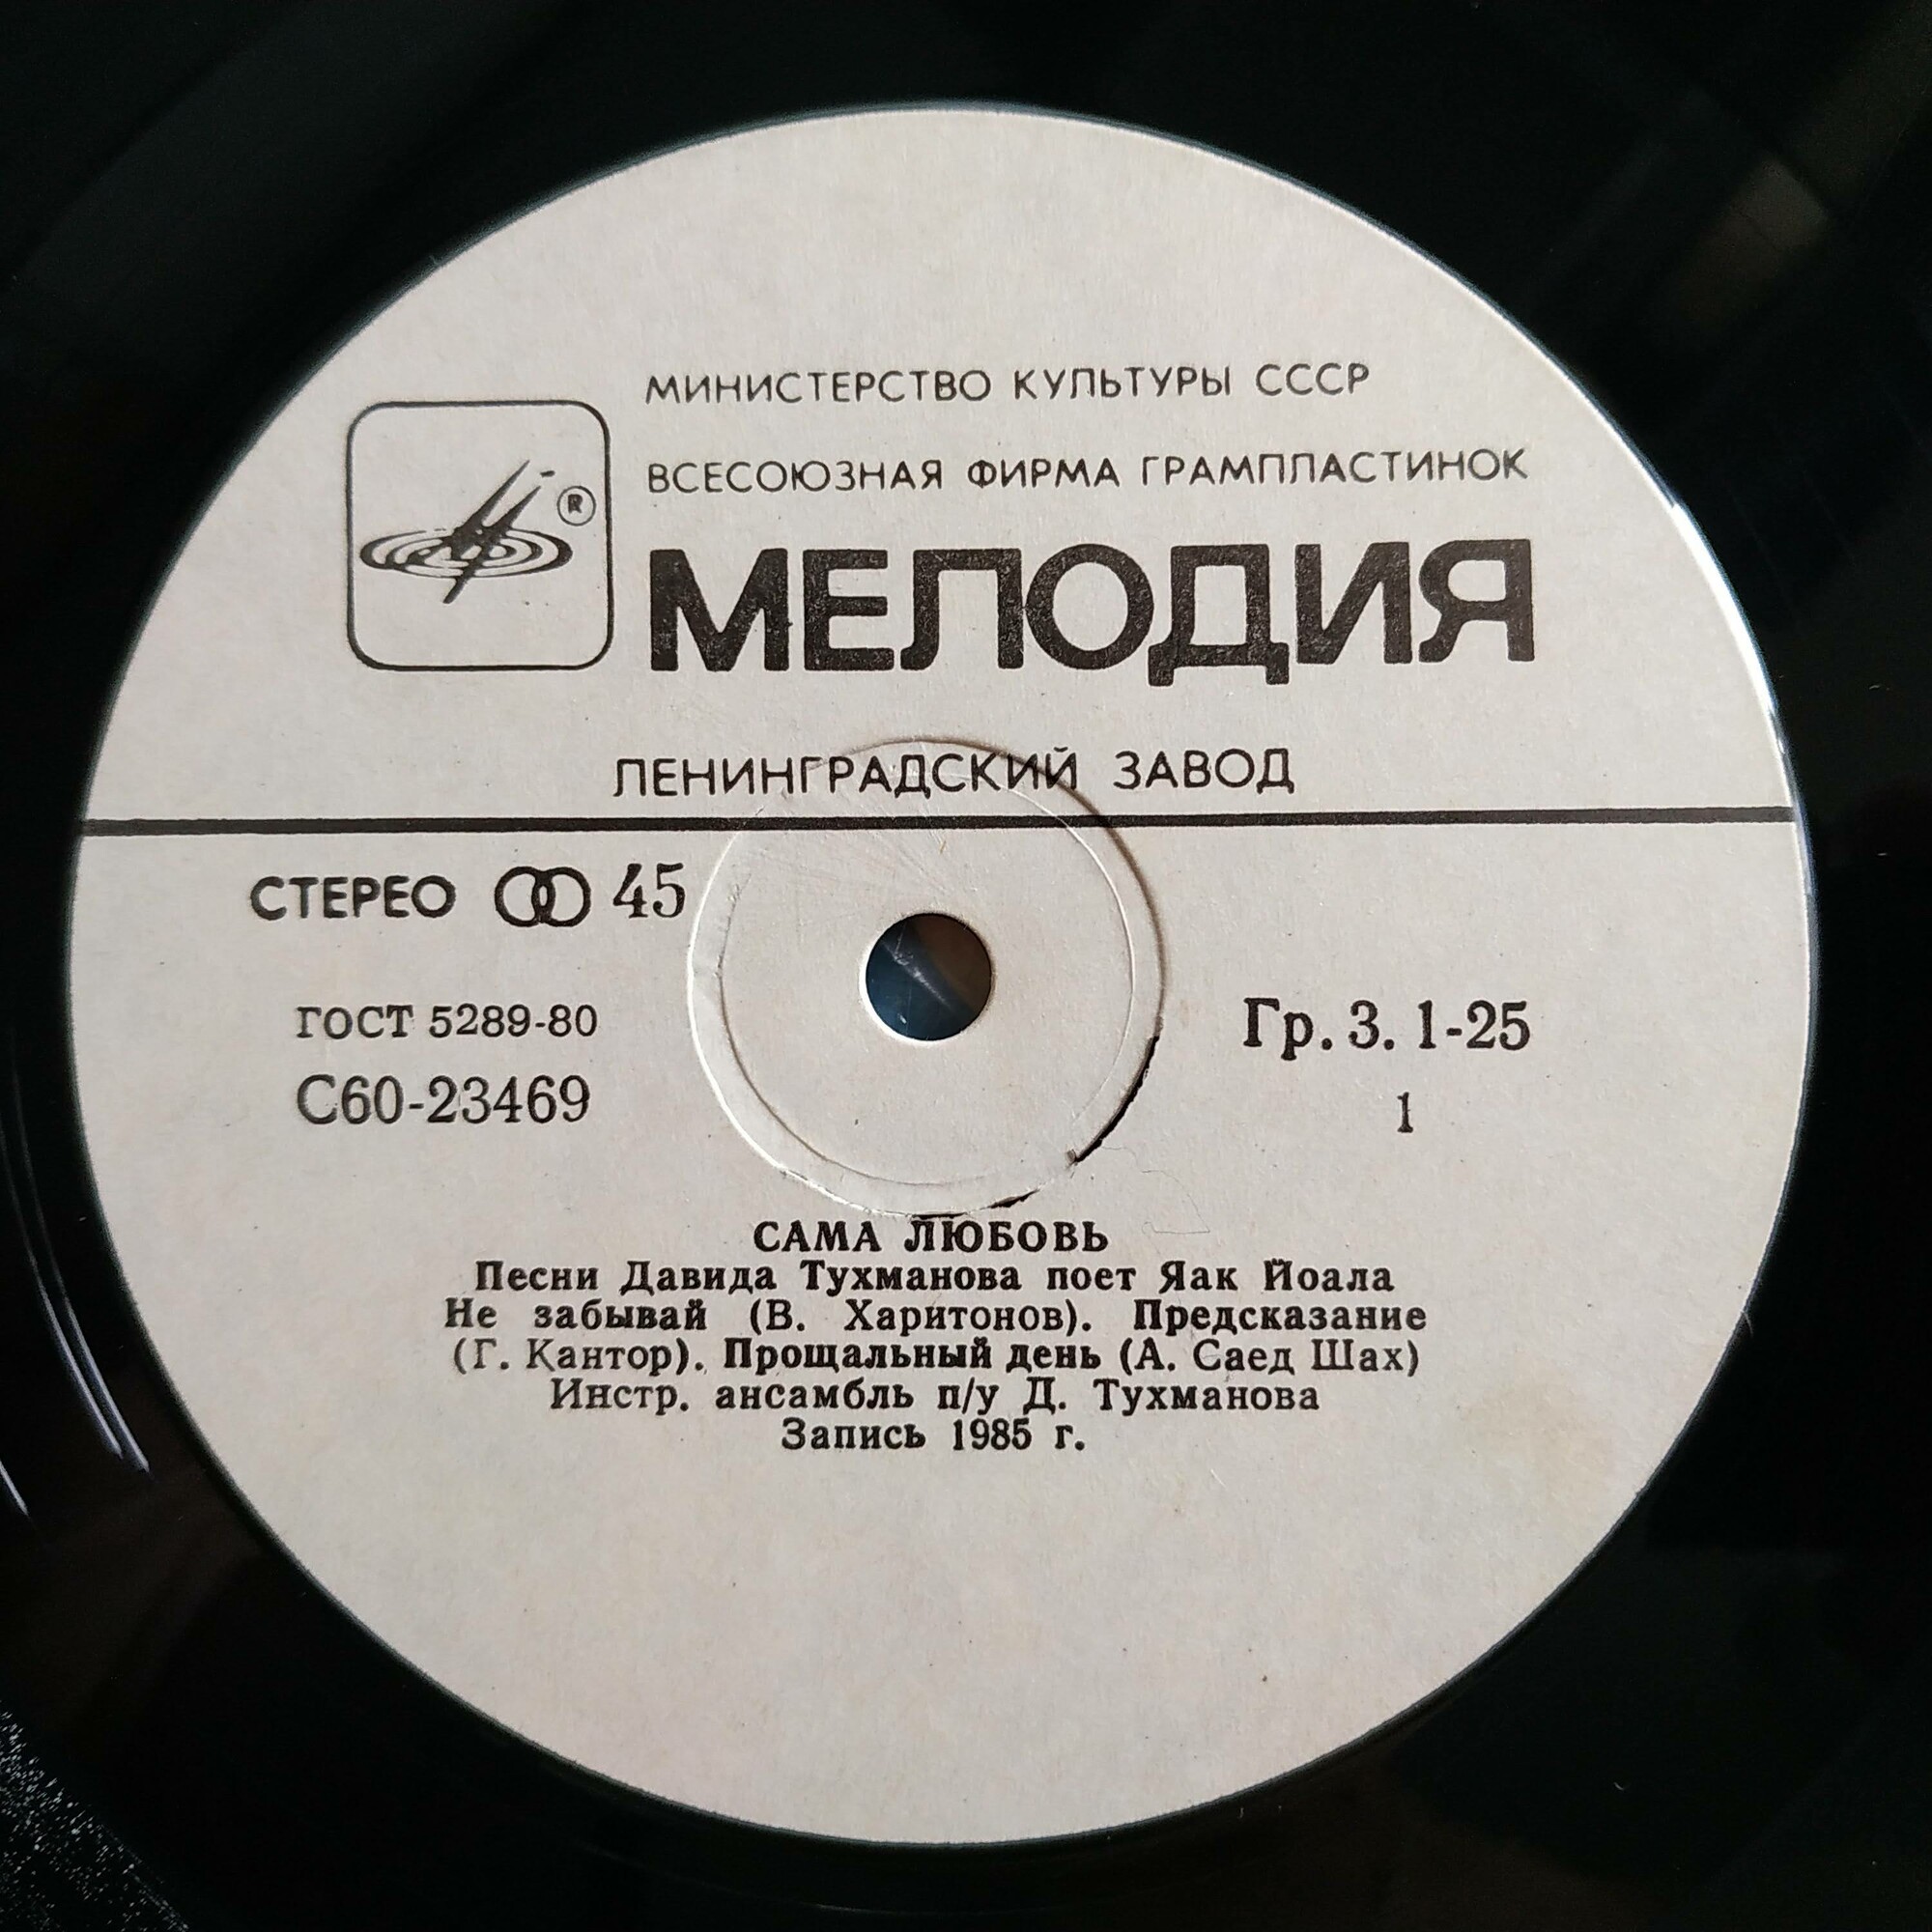 МИНИСТЕРСТВО КУЛЬТУРЫ СССР
ВСЕСОЮЗНАЯ ФИРМА ГРАМПЛАСТИНОК
®
МЕЛОДИЯ
ЛЕНИНГРАДСКИЙ ЗАВОД
СТЕРЕО 45
ГОСТ 5289-80
Гр. 3. 1-25
С60-23469
1
САМА ЛЮБОВЬ
Песни Давида Тухманова поет Яак Йоала
Не забывай (В. Харитонов). Предсказание
(Г. Кантор). Прощальный день (А. Саед Шах)
Инстр. ансамбль п/у Д. Тухманова
Запись 1985 г.